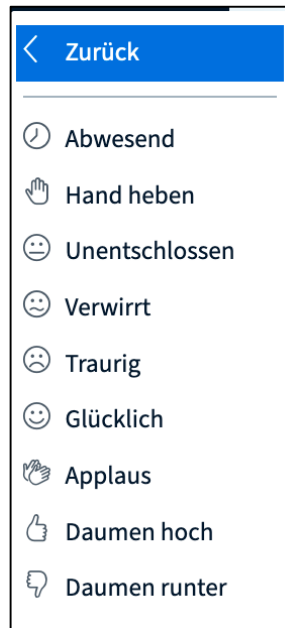 Zurück
Abwesend
Hand heben
Unentschlossen
Verwirrt
Traurig
Glücklich
Applaus
Daumen hoch
Daumen runter